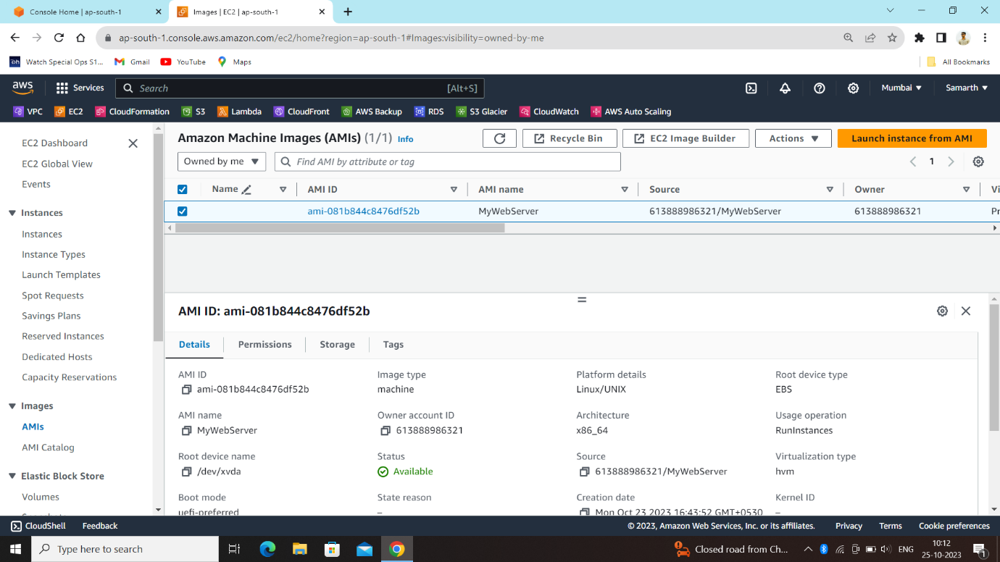 Console Home | ap-south-1
Images | EC2 | ap-south-1
ap-south-1.console.aws.amazon.com/ec2/home?region=ap-south-1#Images:visibility=owned-by-me
Watch Special Ops S1... Gmail YouTube Maps All Bookmarks
aws Services Search [Alt+S] Mumbai Samarth
VPC EC2 CloudFormation S3 Lambda CloudFront AWS Backup RDS S3 Glacier CloudWatch AWS Auto Scaling
EC2 Dashboard
EC2 Global View
Events
Instances
Instances
Instance Types
Launch Templates
Spot Requests
Savings Plans
Reserved Instances
Dedicated Hosts
Capacity Reservations
Images
AMIs
AMI Catalog
Elastic Block Store
Volumes
Amazon Machine Images (AMIs) (1/1) Info
Recycle Bin EC2 Image Builder Actions Launch instance from AMI
Owned by me Find AMI by attribute or tag 1
Name AMI ID AMI name Source Owner Vi
ami-081b844c8476df52b MyWebServer 613888986321/MyWebServer 613888986321 Pr
AMI ID: ami-081b844c8476df52b
Details Permissions Storage Tags
AMI ID Image type Platform details Root device type
ami-081b844c8476df52b machine Linux/UNIX EBS
AMI name Owner account ID Architecture Usage operation
MyWebServer 613888986321 x86_64 RunInstances
Root device name Status Source Virtualization type
/dev/xvda Available 613888986321/MyWebServer hvm
Boot mode State reason Creation date Kernel ID
uefi-preferred – Mon Oct 23 2023 16:43:52 GMT+0530 –
CloudShell Feedback © 2023, Amazon Web Services, Inc. or its affiliates. Privacy Terms Cookie preferences
Type here to search Closed road from Ch... ENG 10:12
25-10-2023 1